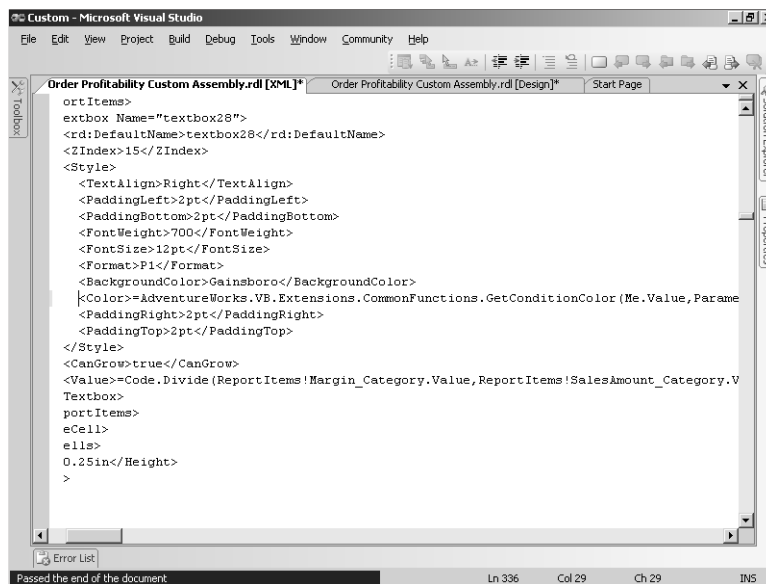 Custom - Microsoft Visual Studio
File Edit View Project Build Debug Tools Window Community Help
Order Profitability Custom Assembly.rdl [XML]* Order Profitability Custom Assembly.rdl [Design]* Start Page
Toolbox
ortItems>
extbox Name="textbox28">
<rd:DefaultName>textbox28</rd:DefaultName>
<ZIndex>15</ZIndex>
<Style>
<TextAlign>Right</TextAlign>
<PaddingLeft>2pt</PaddingLeft>
<PaddingBottom>2pt</PaddingBottom>
<FontWeight>700</FontWeight>
<FontSize>12pt</FontSize>
<Format>P1</Format>
<BackgroundColor>Gainsboro</BackgroundColor>
<Color>=AdventureWorks.VB.Extensions.CommonFunctions.GetConditionColor(Me.Value,Parame
<PaddingRight>2pt</PaddingRight>
<PaddingTop>2pt</PaddingTop>
</Style>
<CanGrow>true</CanGrow>
<Value>=Code.Divide(ReportItems!Margin_Category.Value,ReportItems!SalesAmount_Category.V
Textbox>
portItems>
eCell>
ells>
0.25in</Height>
>
Error List
Passed the end of the document Ln 336 Col 29 Ch 29 INS